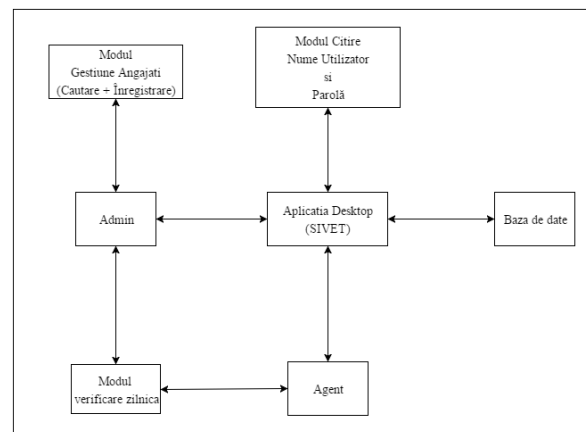 Modul
Gestiune Angajati
(Cautare + Înregistrare)
Modul Citire
Nume Utilizator
si
Parolă
Admin
Aplicatia Desktop
(SIVET)
Baza de date
Modul
verificare zilnica
Agent